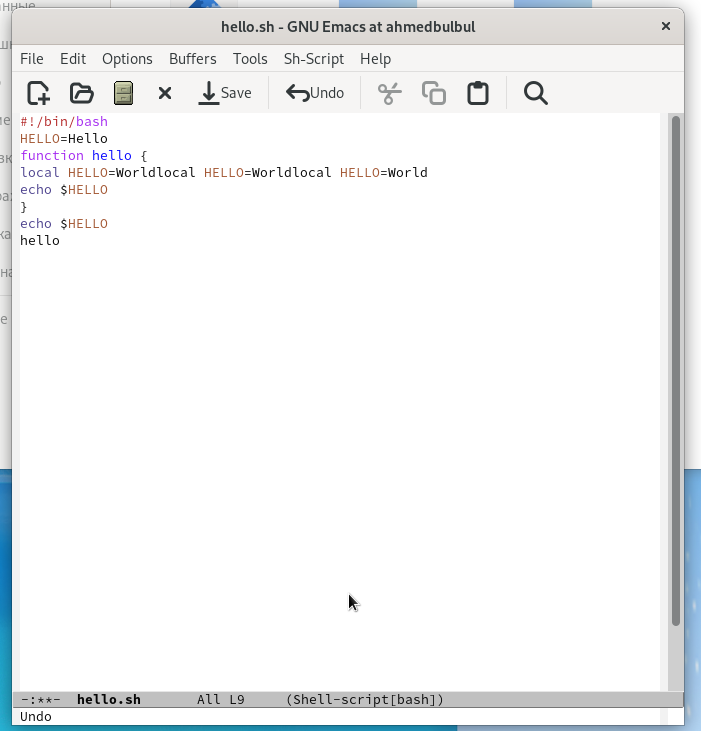 hello.sh - GNU Emacs at ahmedbulbul
File Edit Options Buffers Tools Sh-Script Help
Save Undo
#!/bin/bash
HELLO=Hello
function hello {
local HELLO=Worldlocal HELLO=Worldlocal HELLO=World
echo $HELLO
}
echo $HELLO
hello
-:**- hello.sh All L9 (Shell-script[bash])
Undo